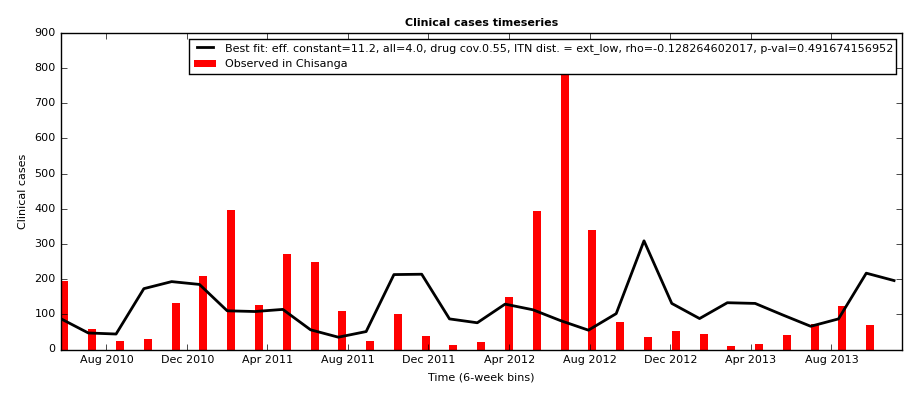 Clinical cases timeseries
Best fit: eff. constant=11.2, all=4.0, drug cov.0.55, ITN dist. = ext_low, rho=-0.128264602017, p-val=0.491674156952
Observed in Chisanga
900
800
700
600
500
400
300
200
100
0
Clinical cases
Aug 2010 Dec 2010 Apr 2011 Aug 2011 Dec 2011 Apr 2012 Aug 2012 Dec 2012 Apr 2013 Aug 2013
Time (6-week bins)